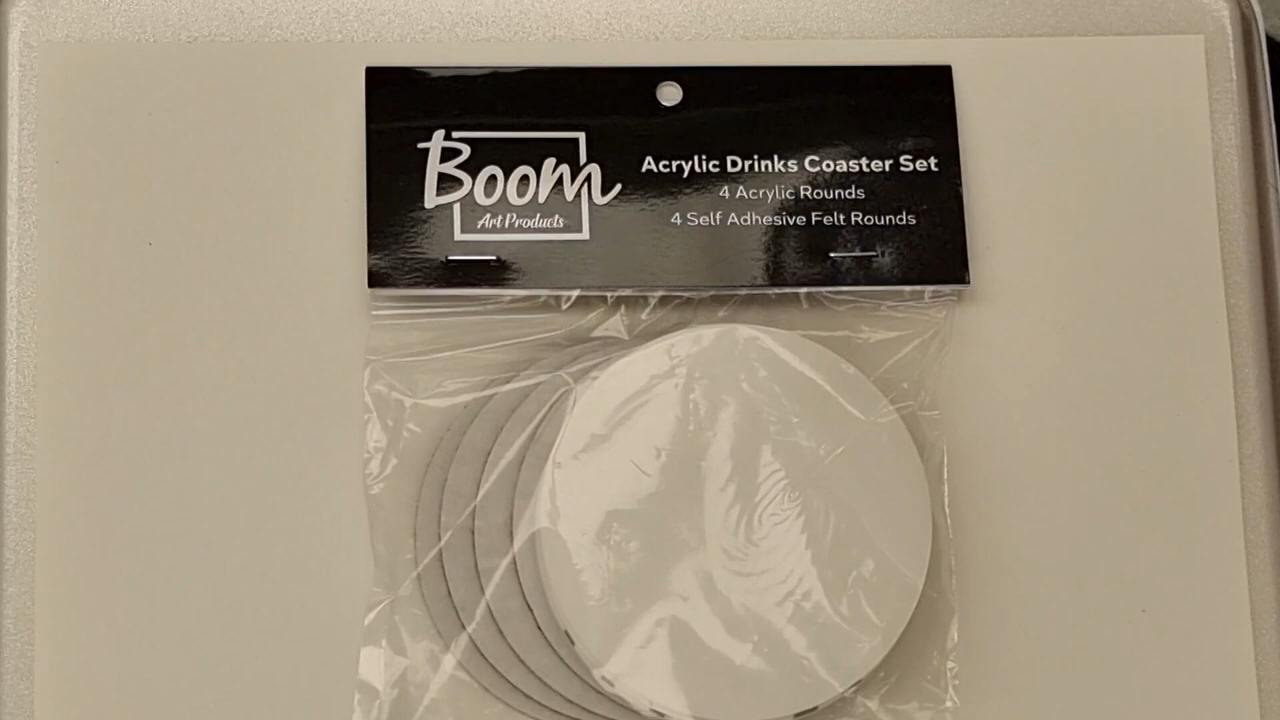 Boom
Art Products
Acrylic Drinks Coaster Set
4 Acrylic Rounds
4 Self Adhesive Felt Rounds